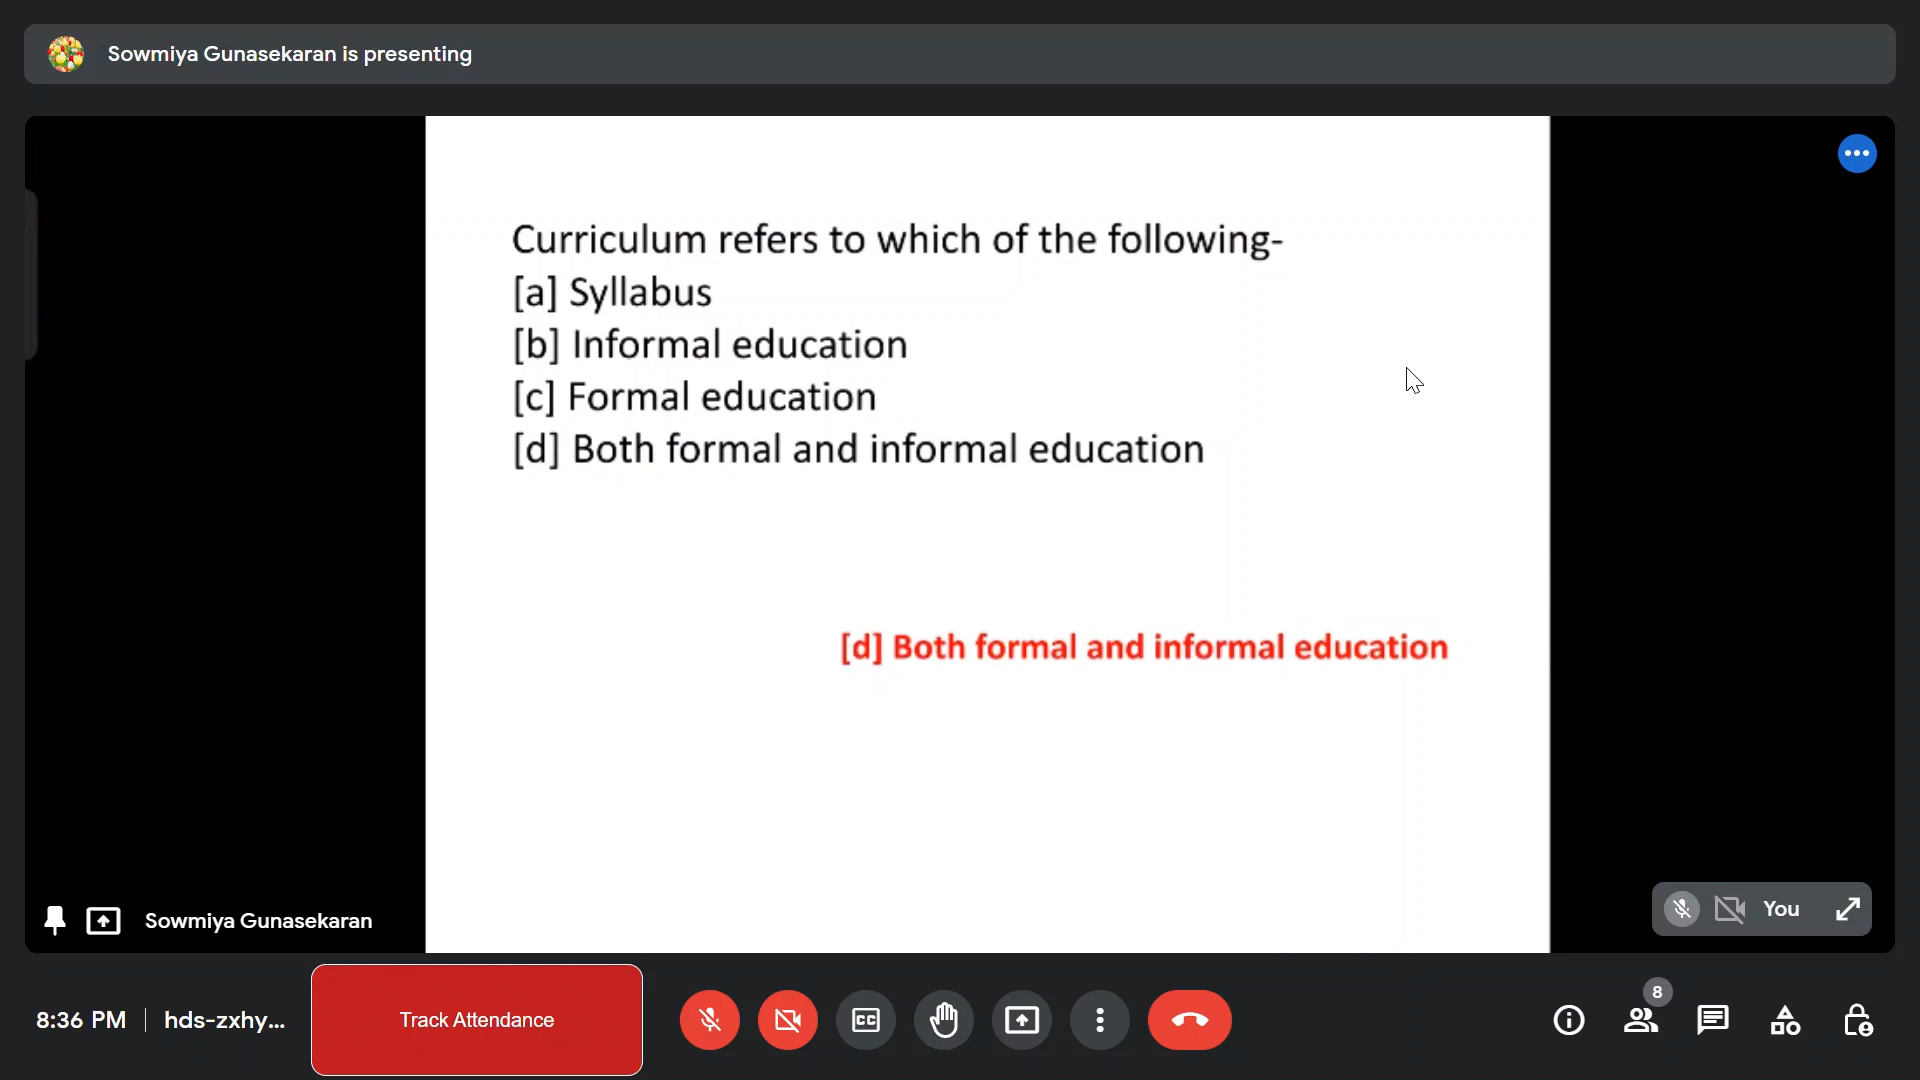 Sowmiya Gunasekaran is presenting
Curriculum refers to which of the following-
[a] Syllabus
[b] Informal education
[c] Formal education
[d] Both formal and informal education
[d] Both formal and informal education
Sowmiya Gunasekaran
You
8:36 PM | hds-zxhy...
Track Attendance
CC
8